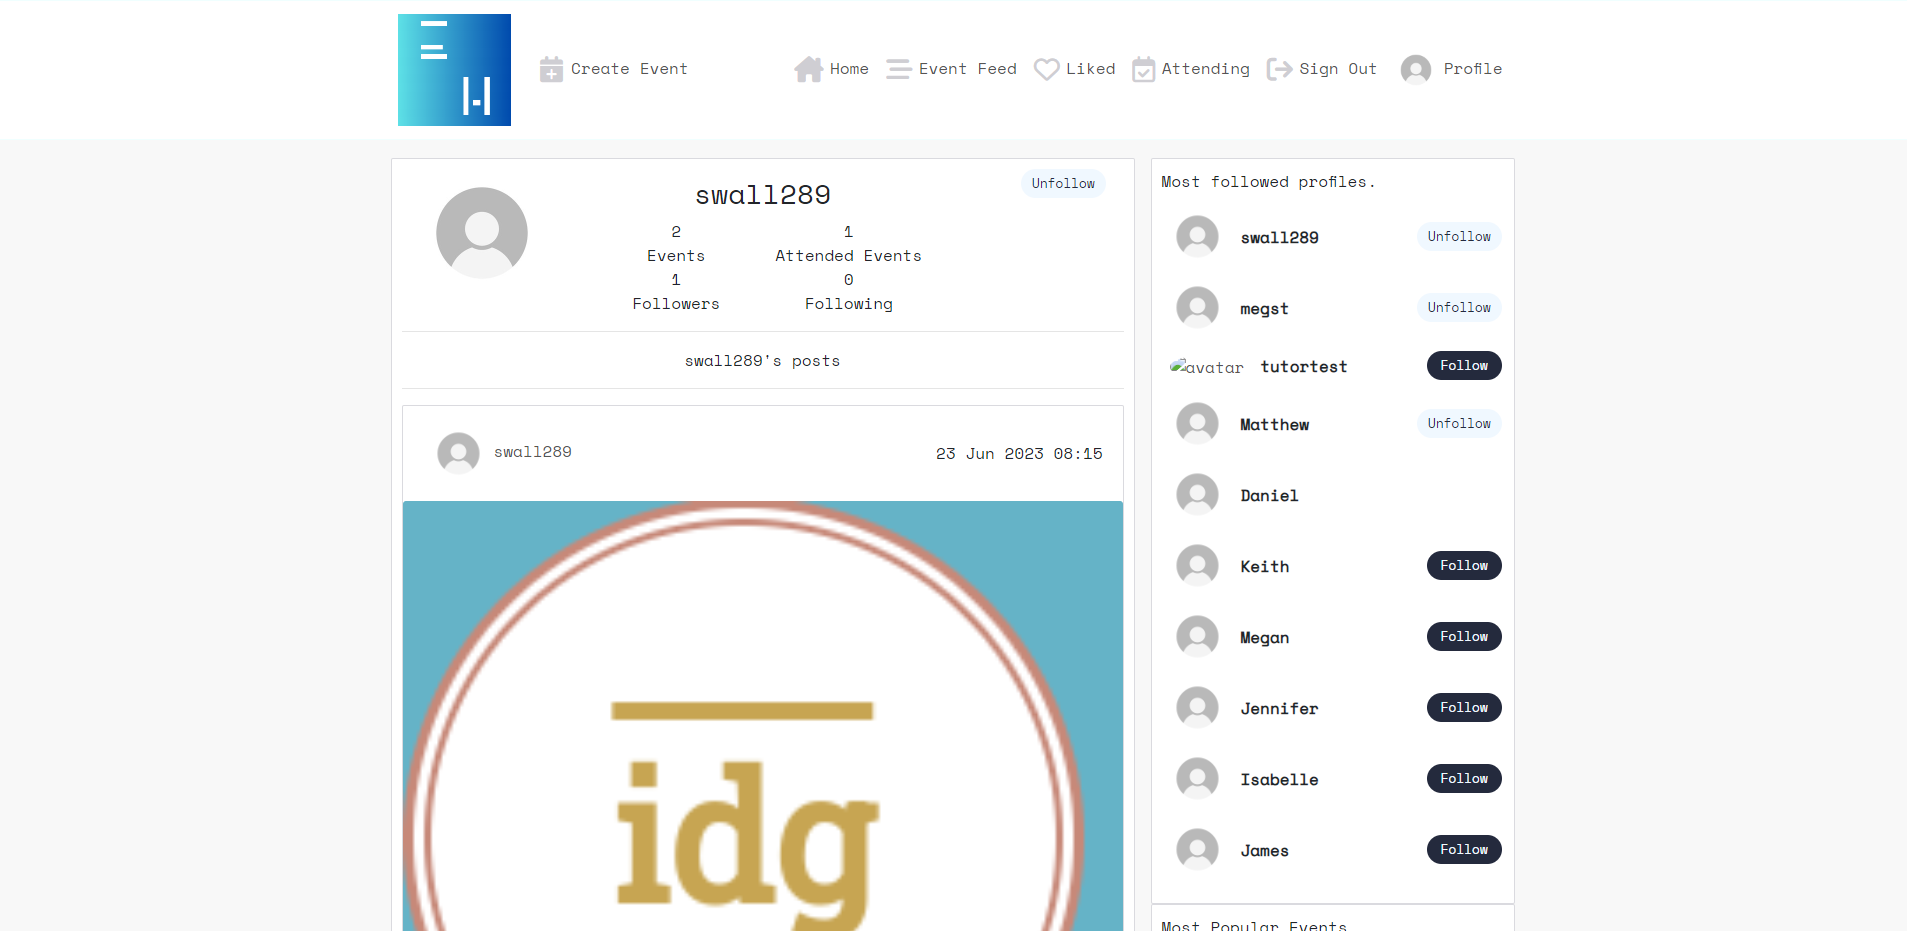 Create Event
Home
Event Feed
Liked
Attending
Sign Out
Profile
swall289
Unfollow
2
Events
1
Attended Events
1
Followers
0
Following
swall289's posts
swall289
23 Jun 2023 08:15
idg
Most followed profiles.
swall289
Unfollow
megst
Unfollow
avatar
tutortest
Follow
Matthew
Unfollow
Daniel
Keith
Follow
Megan
Follow
Jennifer
Follow
Isabelle
Follow
James
Follow
Most Popular Events